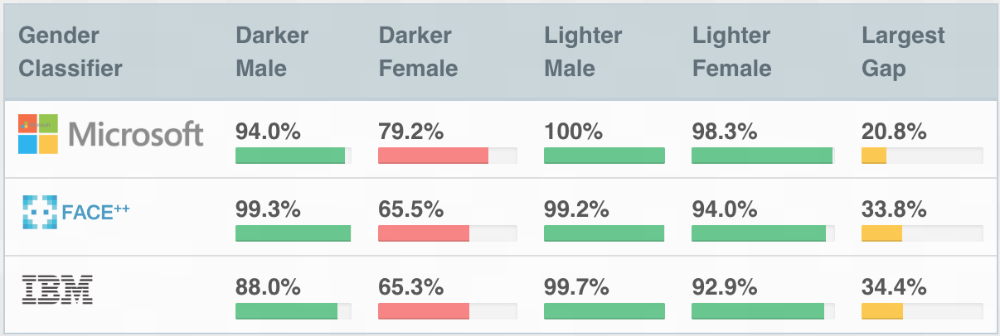 Gender Classifier Darker Male Darker Female Lighter Male Lighter Female Largest Gap
Microsoft 94.0% 79.2% 100% 98.3% 20.8%
FACE++ 99.3% 65.5% 99.2% 94.0% 33.8%
IBM 88.0% 65.3% 99.7% 92.9% 34.4%